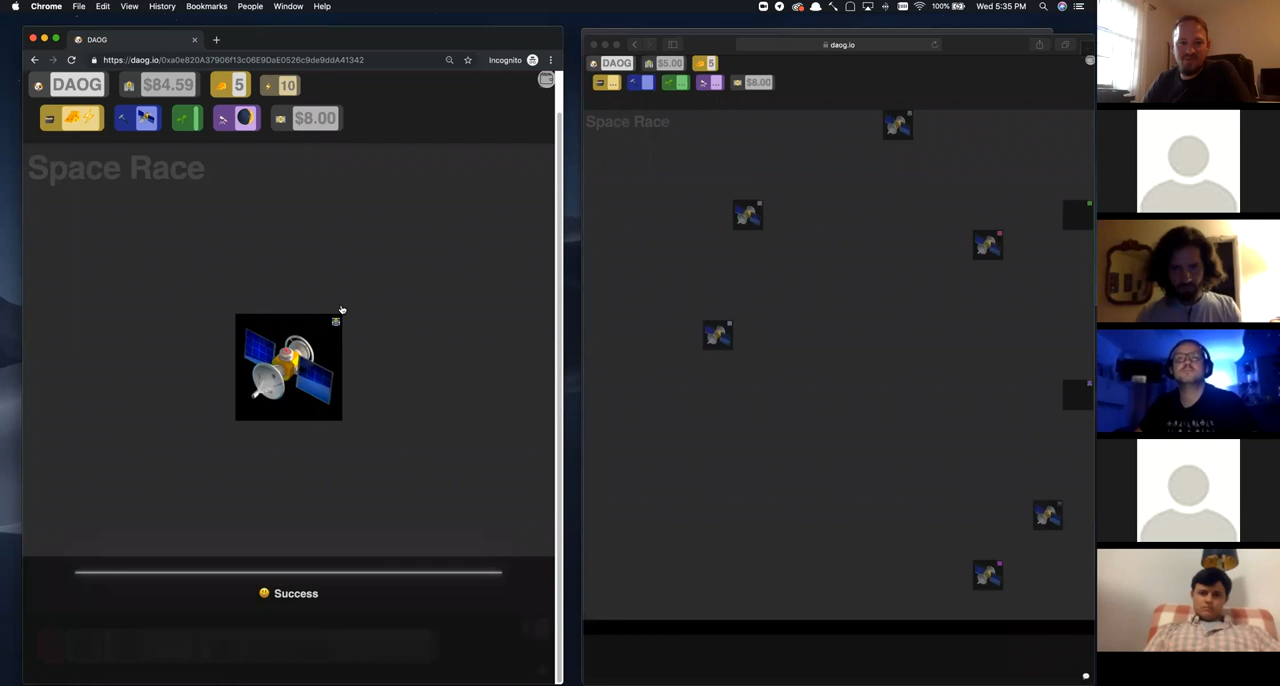 Chrome File Edit View History Bookmarks People Window Help
100% Wed 5:35 PM
DAOG
https://daog.io/0xa0e820A37906f13c06E9DaE0526c9de9ddA41342
Incognito
DAOG $84.59 5 10
$8.00
Space Race
Success
daog.io
DAOG $5.00 5
... ... ... $8.00
Space Race